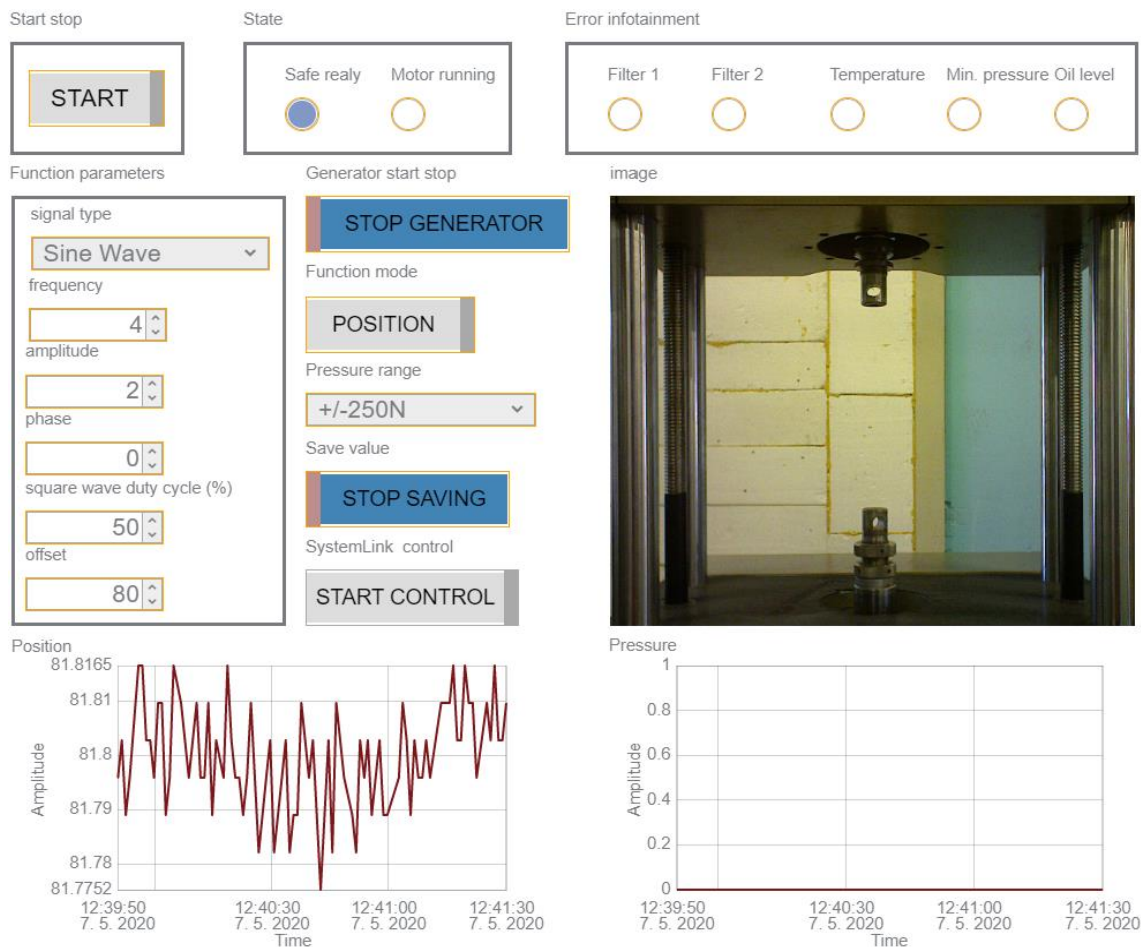 Start stop
State
Error infotainment
START
Safe realy
Motor running
Filter 1
Filter 2
Temperature
Min. pressure
Oil level
Function parameters
signal type
Sine Wave
frequency
4
amplitude
2
phase
0
square wave duty cycle (%)
50
offset
80
Generator start stop
STOP GENERATOR
Function mode
POSITION
Pressure range
+/-250N
Save value
STOP SAVING
SystemLink control
START CONTROL
image
Position
81.8165
81.81
81.8
81.79
81.78
81.7752
Amplitude
12:39:50
7. 5. 2020
12:40:30
7. 5. 2020
12:41:00
7. 5. 2020
12:41:30
7. 5. 2020
Time
Pressure
1
0.8
0.6
0.4
0.2
0
Amplitude
12:39:50
7. 5. 2020
12:40:30
7. 5. 2020
12:41:00
7. 5. 2020
12:41:30
7. 5. 2020
Time